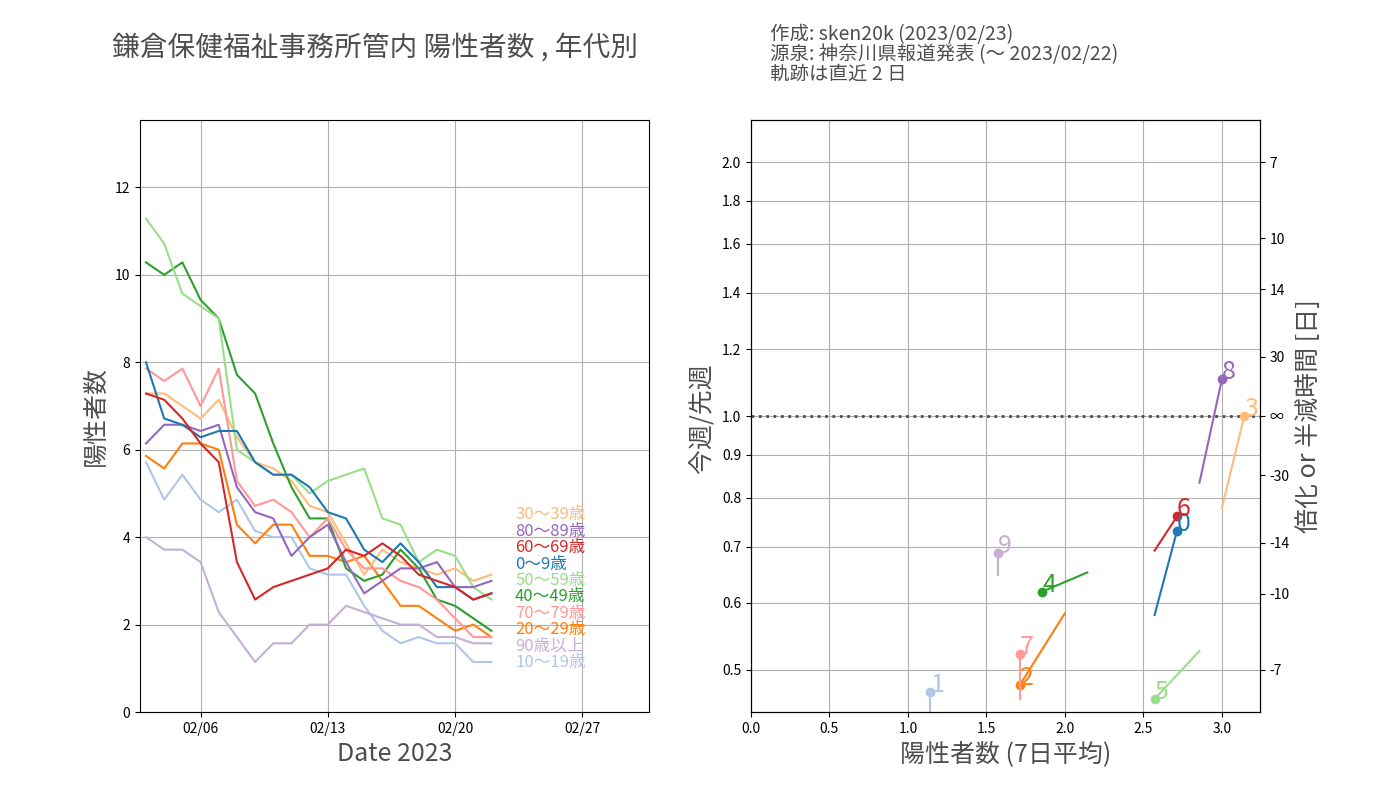 鎌倉保健福祉事務所管内 陽性者数 , 年代別
作成: sken20k (2023/02/23)
源泉: 神奈川県報道発表 (〜 2023/02/22)
軌跡は直近 2 日
陽性者数
12
10
8
6
4
2
0
02/06
02/13
02/20
02/27
Date 2023
30〜39歳
80〜89歳
60〜69歳
0〜9歳
50〜59歳
40〜49歳
70〜79歳
20〜29歳
90歳以上
10〜19歳
今週/先週
2.0
1.8
1.6
1.4
1.2
1.0
0.9
0.8
0.7
0.6
0.5
8
3
6
0
9
4
7
2
1
5
0.0
0.5
1.0
1.5
2.0
2.5
3.0
陽性者数 (7日平均)
7
10
14
30
∞
-30
-14
-10
-7
倍化 or 半減時間 [日]